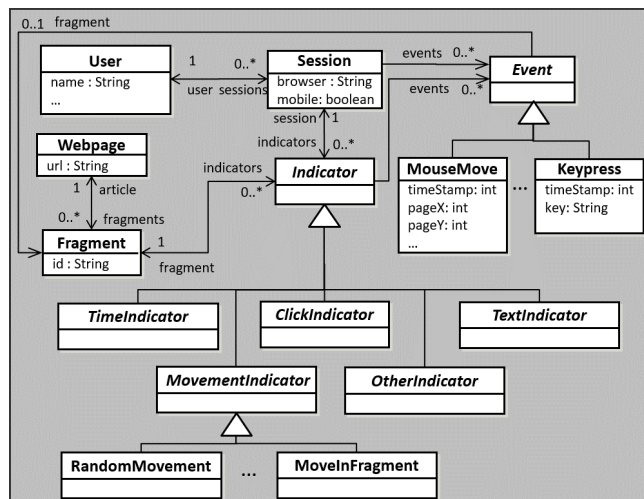 0..1 fragment
User
name : String
...
1
0..*
user sessions
Session
browser : String
mobile: boolean
events 0..*
events 0..*
Event
session 1
indicators 0..*
Webpage
url : String
1 article
0..* fragments
Fragment
id : String
1
fragment
indicators
0..*
Indicator
MouseMove
timeStamp: int
pageX: int
pageY: int
...
...
Keypress
timeStamp: int
key: String
TimeIndicator
ClickIndicator
TextIndicator
MovementIndicator
OtherIndicator
RandomMovement
...
MoveInFragment